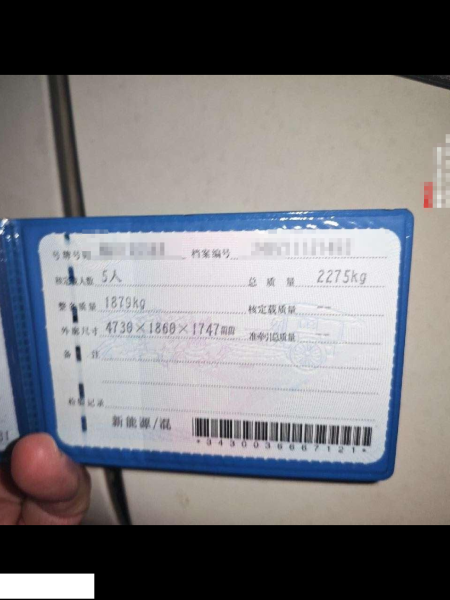 号牌号码 档案编号
核定载人数 5人 总质量 2275kg
整备质量 1879kg 核定载质量 --
外廓尺寸 4730×1860×1747mm 准牵引总质量 --
备注
检验记录
新能源/混
*3430036667121*